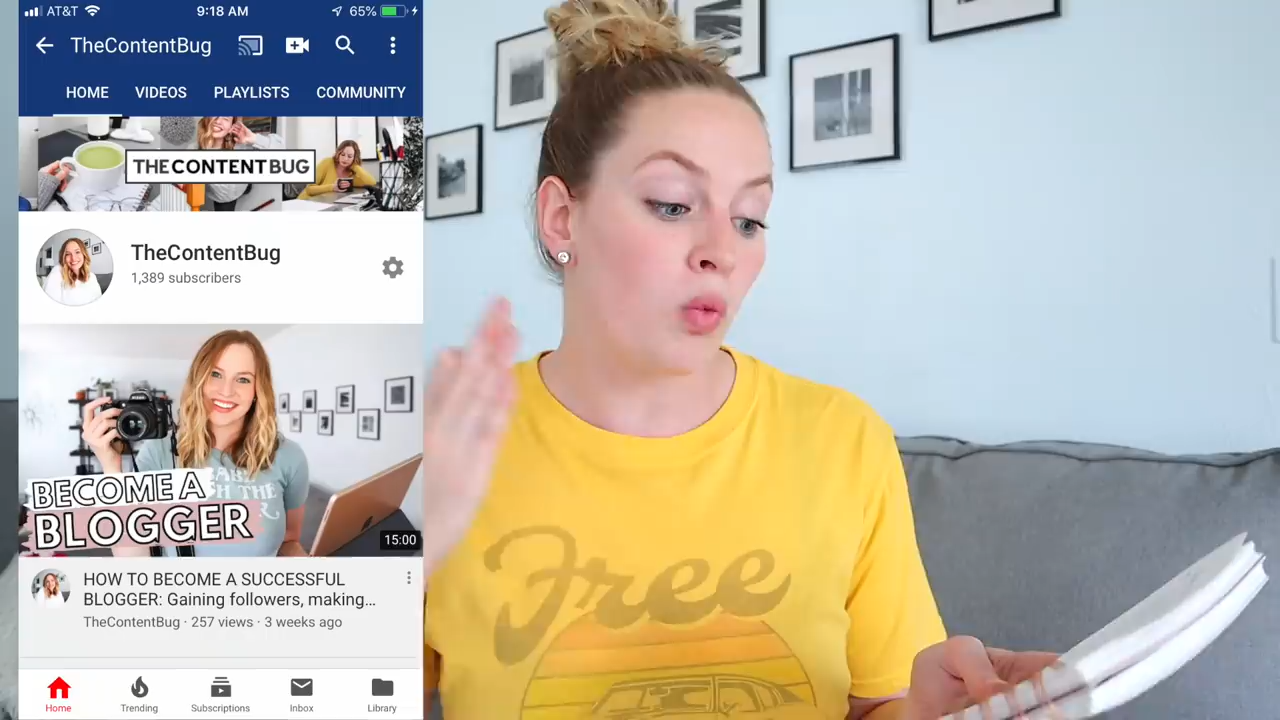 AT&T
9:18 AM
65%
TheContentBug
HOME
VIDEOS
PLAYLISTS
COMMUNITY
THE CONTENT BUG
TheContentBug
1,389 subscribers
BECOME A
BLOGGER
15:00
HOW TO BECOME A SUCCESSFUL
BLOGGER: Gaining followers, making...
TheContentBug · 257 views · 3 weeks ago
Home
Trending
Subscriptions
Inbox
Library
Free